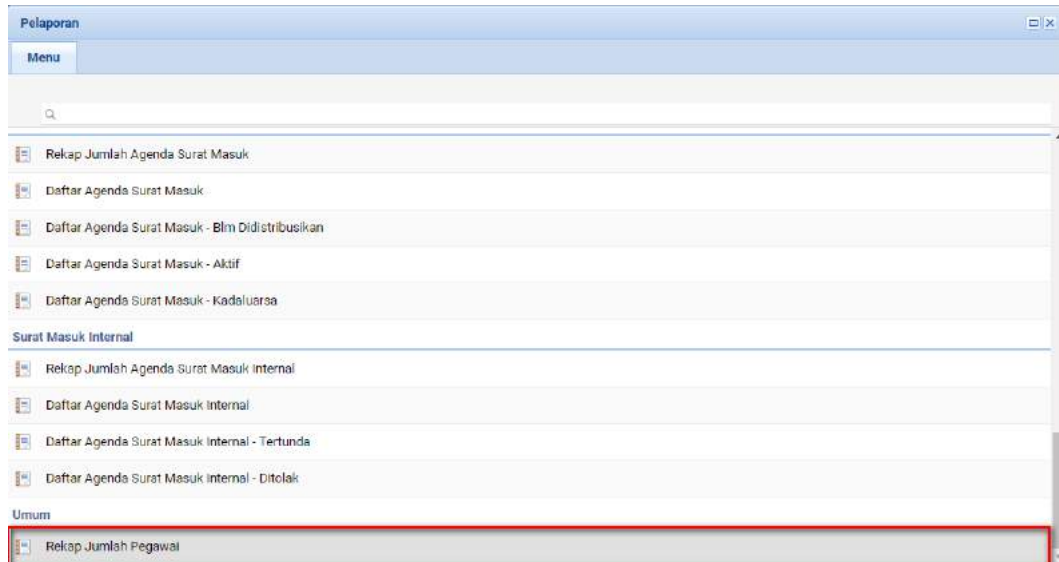 Pelaporan
Menu
Rekap Jumlah Agenda Surat Masuk
Daftar Agenda Surat Masuk
Daftar Agenda Surat Masuk - Blm Didistribusikan
Daftar Agenda Surat Masuk - Aktif
Daftar Agenda Surat Masuk - Kadaluarsa
Surat Masuk Internal
Rekap Jumlah Agenda Surat Masuk Internal
Daftar Agenda Surat Masuk Internal
Daftar Agenda Surat Masuk Internal - Tertunda
Daftar Agenda Surat Masuk Internal - Ditolak
Umum
Rekap Jumlah Pegawai